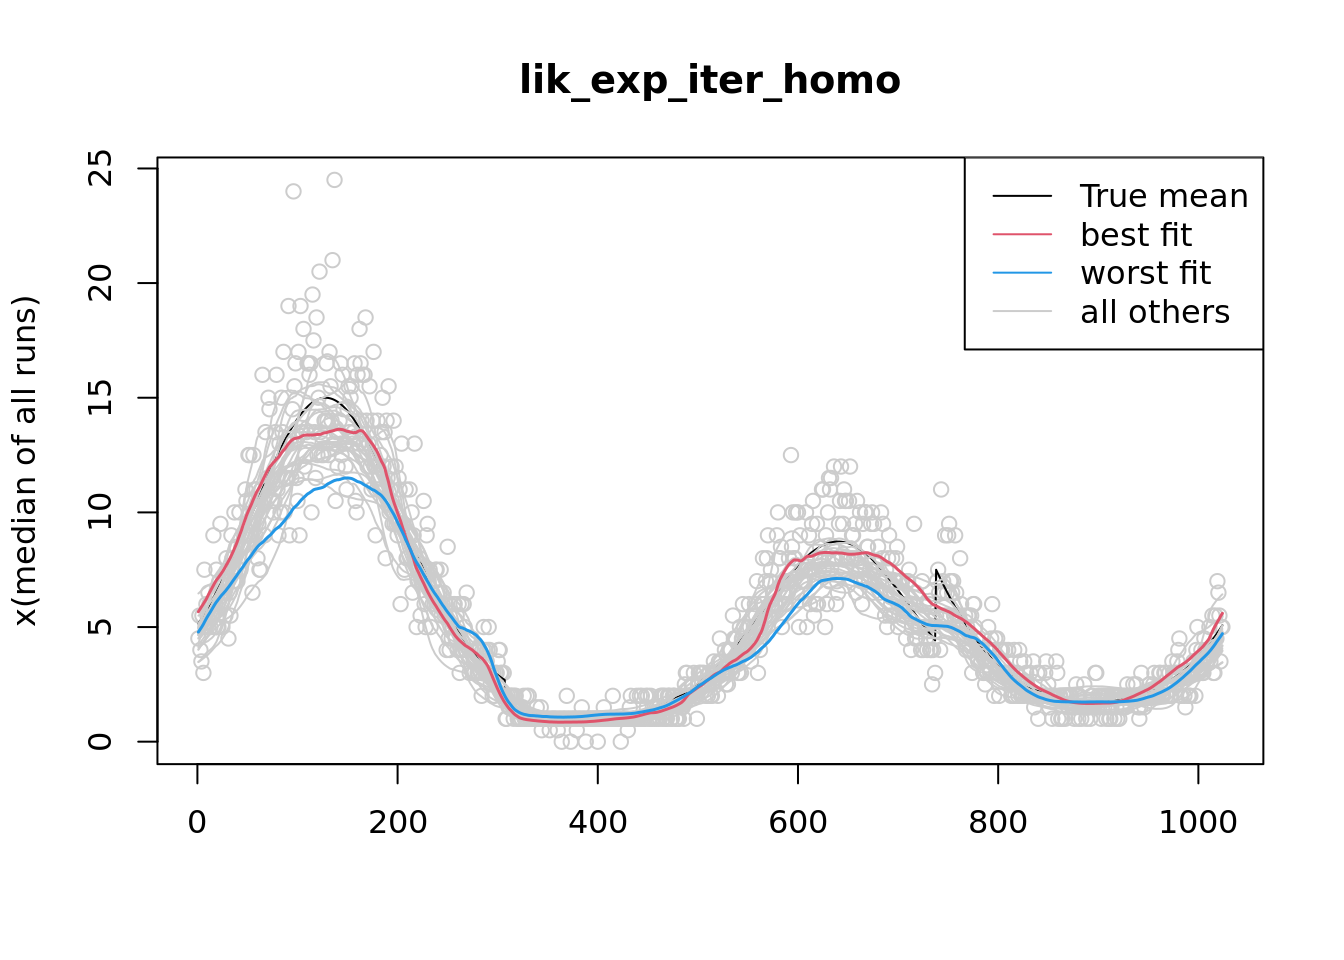 lik_exp_iter_homo
x(median of all runs)
25
20
15
10
5
0
True mean
best fit
worst fit
all others
0 200 400 600 800 1000